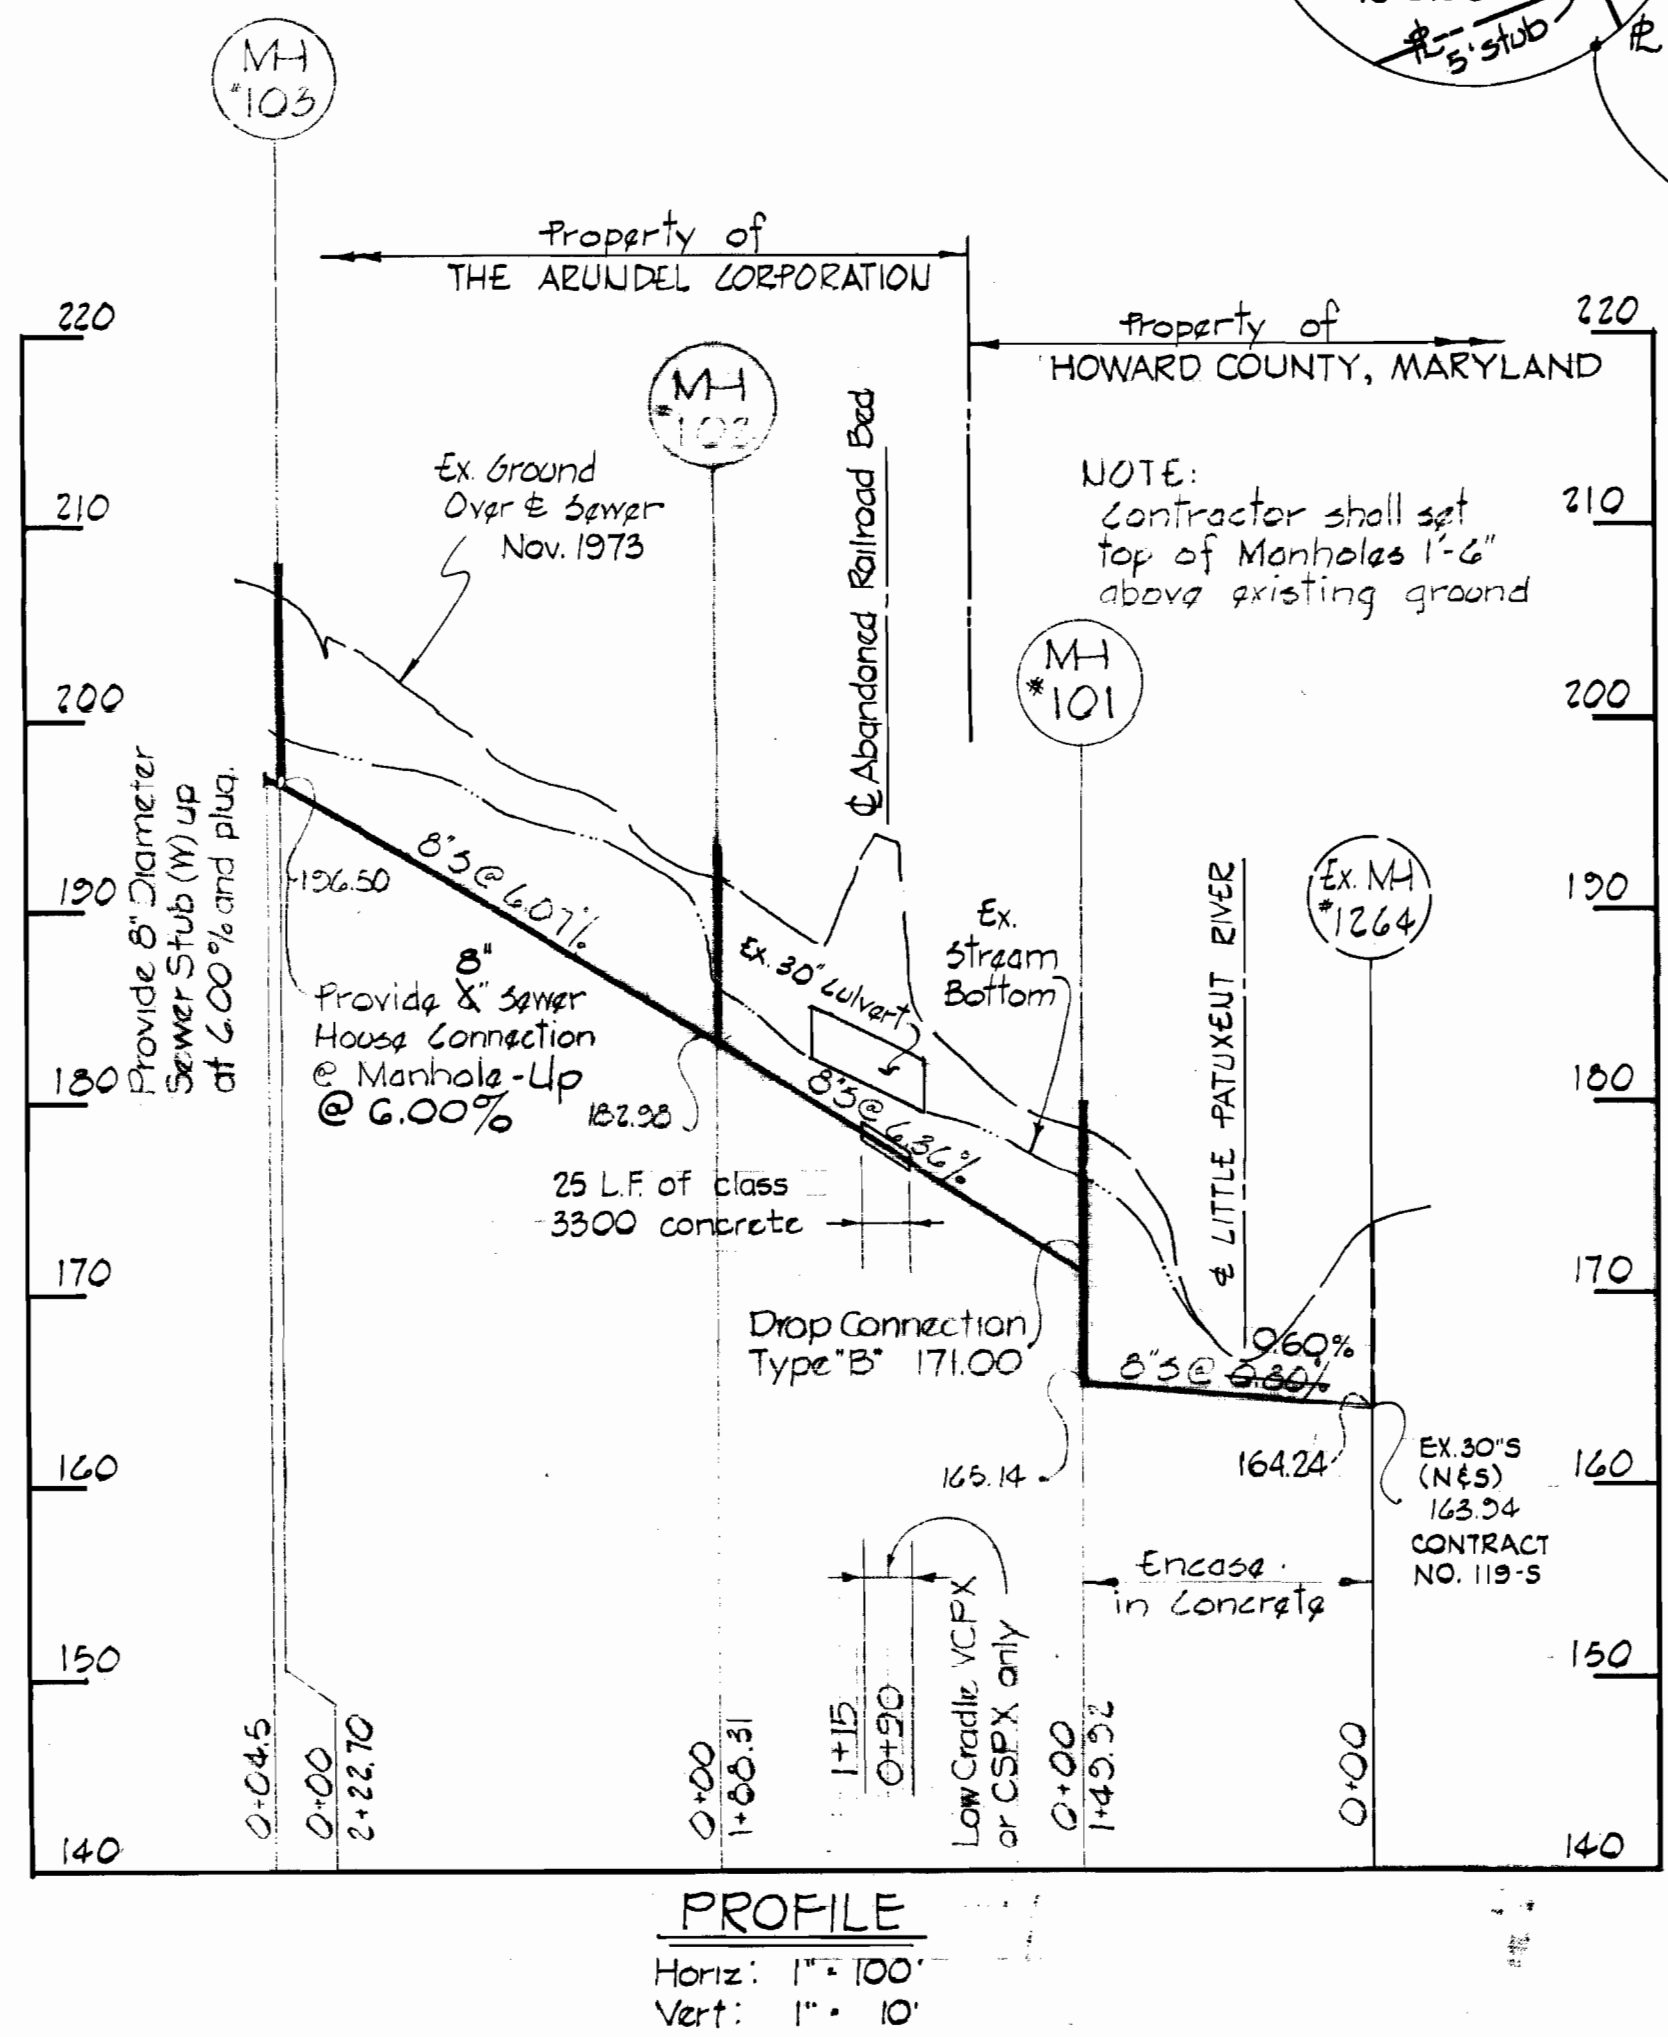 5' stub
MH
#103
Property of
THE ARUNDEL CORPORATION
Property of
HOWARD COUNTY, MARYLAND
220
220
MH
#102
Ex. Ground
Over ℄ Sewer
Nov. 1973
℄ Abandoned Railroad Bed
NOTE:
Contractor shall set
top of Manholes 1'-6"
above existing ground
210
210
MH
#101
200
200
Provide 8" Diameter
Sewer Stub (W) up
at 6.00% and plug.
196.50
8"S @ 6.07%
190
190
Ex. MH
#1264
8"
Provide 8" Sewer
House Connection
@ Manhole-Up
@ 6.00%
Ex. 30" Culvert
Ex.
Stream
Bottom
℄ LITTLE PATUXENT RIVER
180
180
182.98
8"S @ 6.36%
25 L.F. of class
3300 concrete
170
170
Drop Connection
Type "B" 171.00
0.60%
8"S @ 0.80%
165.14
164.24
EX. 30"S
(N&S)
163.94
CONTRACT
NO. 119-S
160
160
Encase
in Concrete
Low Cradle VCPX
or CSPX only
150
150
0+04.5
0+00
2+22.70
0+00
1+88.31
1+15
0+90
0+00
1+49.92
0+00
140
140
PROFILE
Horiz: 1" = 100'
Vert: 1" = 10'